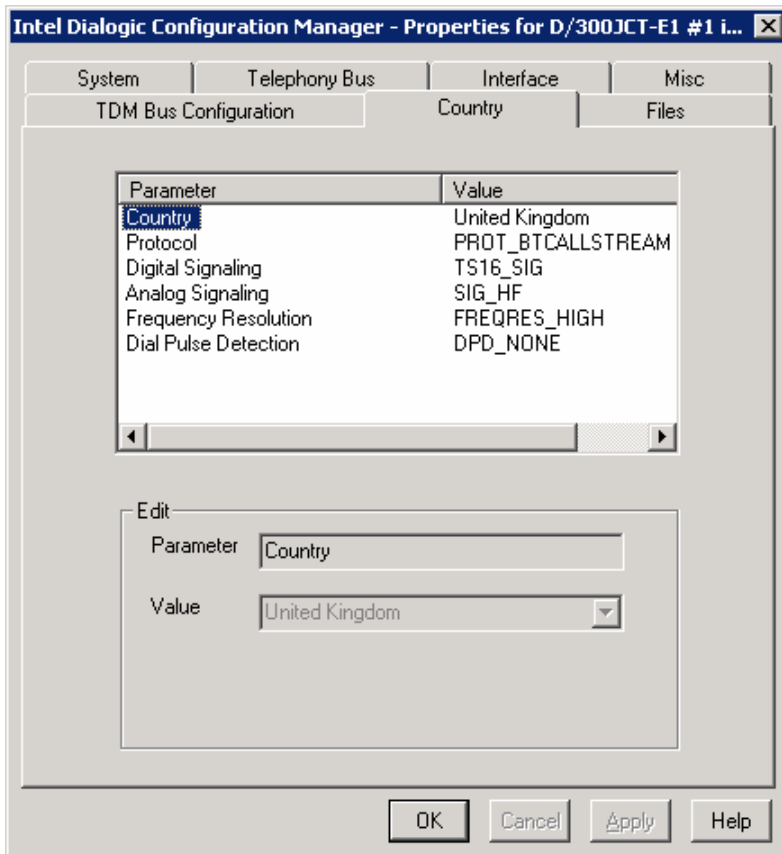 Intel Dialogic Configuration Manager - Properties for D/300JCT-E1 #1 i...
System Telephony Bus Interface Misc
TDM Bus Configuration Country Files
Parameter Value
Country United Kingdom
Protocol PROT_BTCALLSTREAM
Digital Signaling TS16_SIG
Analog Signaling SIG_HF
Frequency Resolution FREQRES_HIGH
Dial Pulse Detection DPD_NONE
Edit
Parameter Country
Value United Kingdom
OK Cancel Apply Help